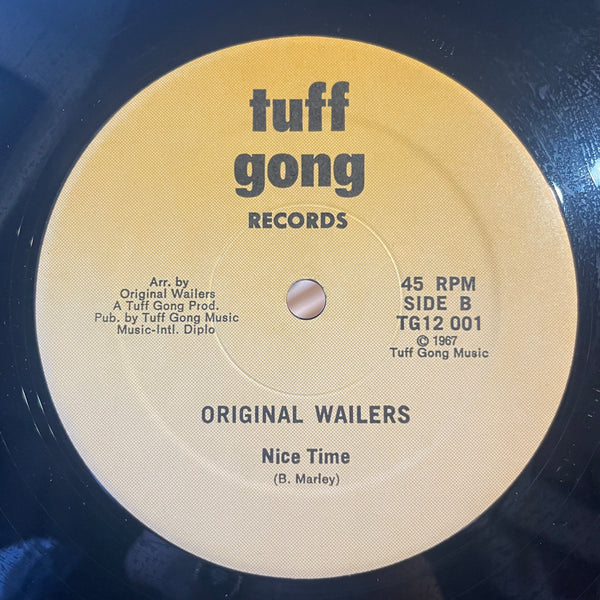 tuff
gong
RECORDS
Arr. by
Original Wailers
A Tuff Gong Prod.
Pub. by Tuff Gong Music
Music-Intl. Diplo
45 RPM
SIDE B
TG12 001
© 1967
Tuff Gong Music
ORIGINAL WAILERS
Nice Time
(B. Marley)